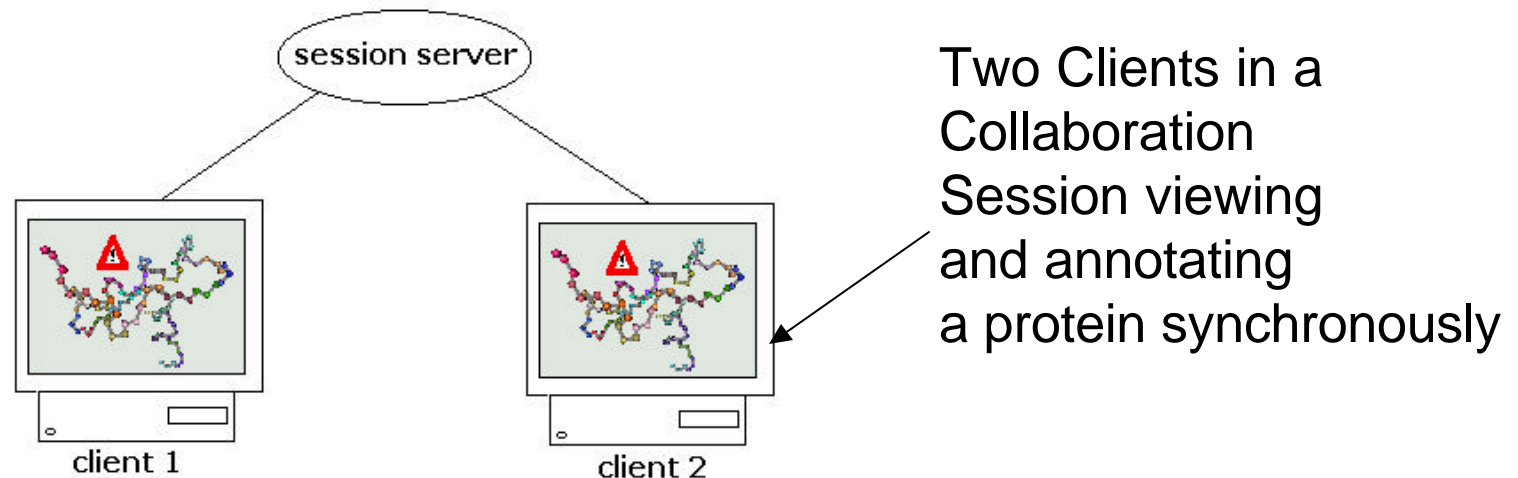 session server
Two Clients in a
Collaboration
Session viewing
and annotating
a protein synchronously
!
!
client 1
client 2